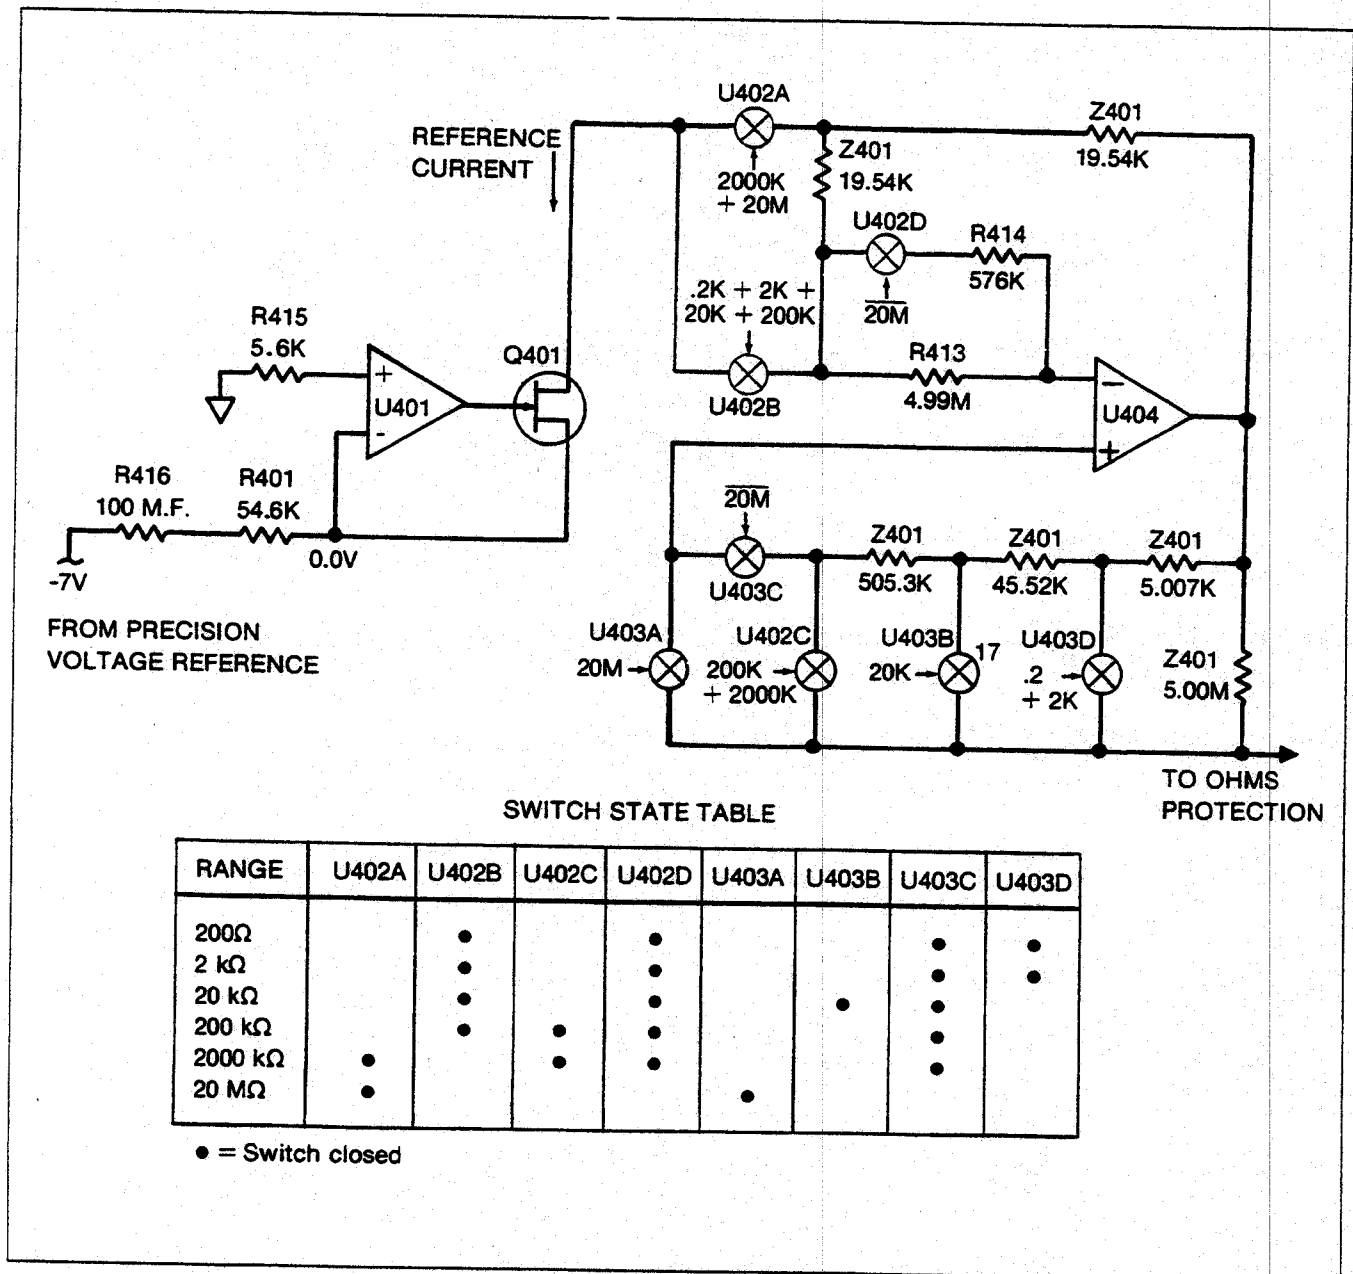 U402A
Z401
19.54K
REFERENCE
CURRENT
2000K
+ 20M
Z401
19.54K
U402D
R414
576K
20M
.2K + 2K +
20K + 200K
R415
5.6K
Q401
+
U401
-
U402B
R413
4.99M
−
U404
+
R416
100 M.F.
R401
54.6K
0.0V
-7V
20M
U403C
Z401
505.3K
Z401
45.52K
Z401
5.007K
FROM PRECISION
VOLTAGE REFERENCE
U403A
20M
U402C
200K
+ 2000K
U403B
17
20K
U403D
.2
+ 2K
Z401
5.00M
TO OHMS
PROTECTION
SWITCH STATE TABLE
RANGE U402A U402B U402C U402D U403A U403B U403C U403D
200Ω ● ● ● ●
2 kΩ ● ● ● ●
20 kΩ ● ● ● ●
200 kΩ ● ● ● ●
2000 kΩ ● ● ● ●
20 MΩ ● ●
● = Switch closed